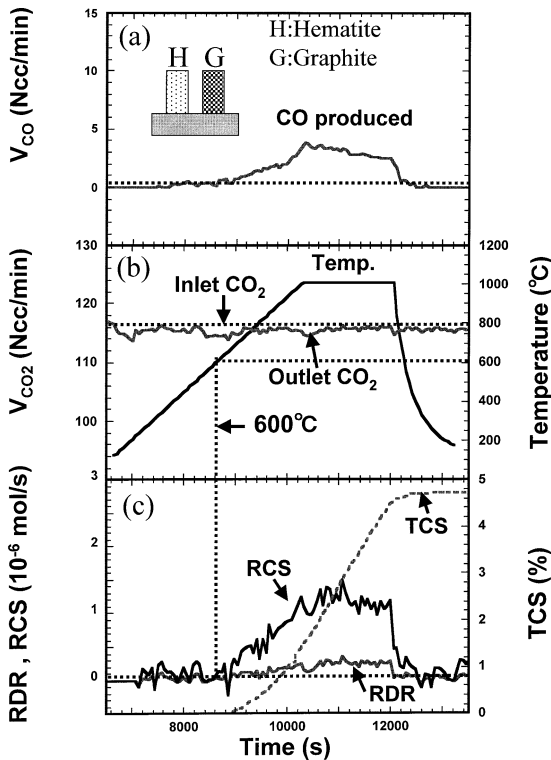 (a)
H:Hematite
G:Graphite
H G
CO produced
V_CO (Ncc/min)
15
10
5
0
(b)
Temp.
Inlet CO₂
Outlet CO₂
600℃
V_CO2 (Ncc/min)
130
124
110
98
3
Temperature (℃)
1200
1000
800
600
400
200
5
(c)
TCS
RCS
RDR
RDR , RCS (10⁻⁶ mol/s)
2
1
0
TCS (%)
4
3
2
1
0
8000 10000 12000
Time (s)